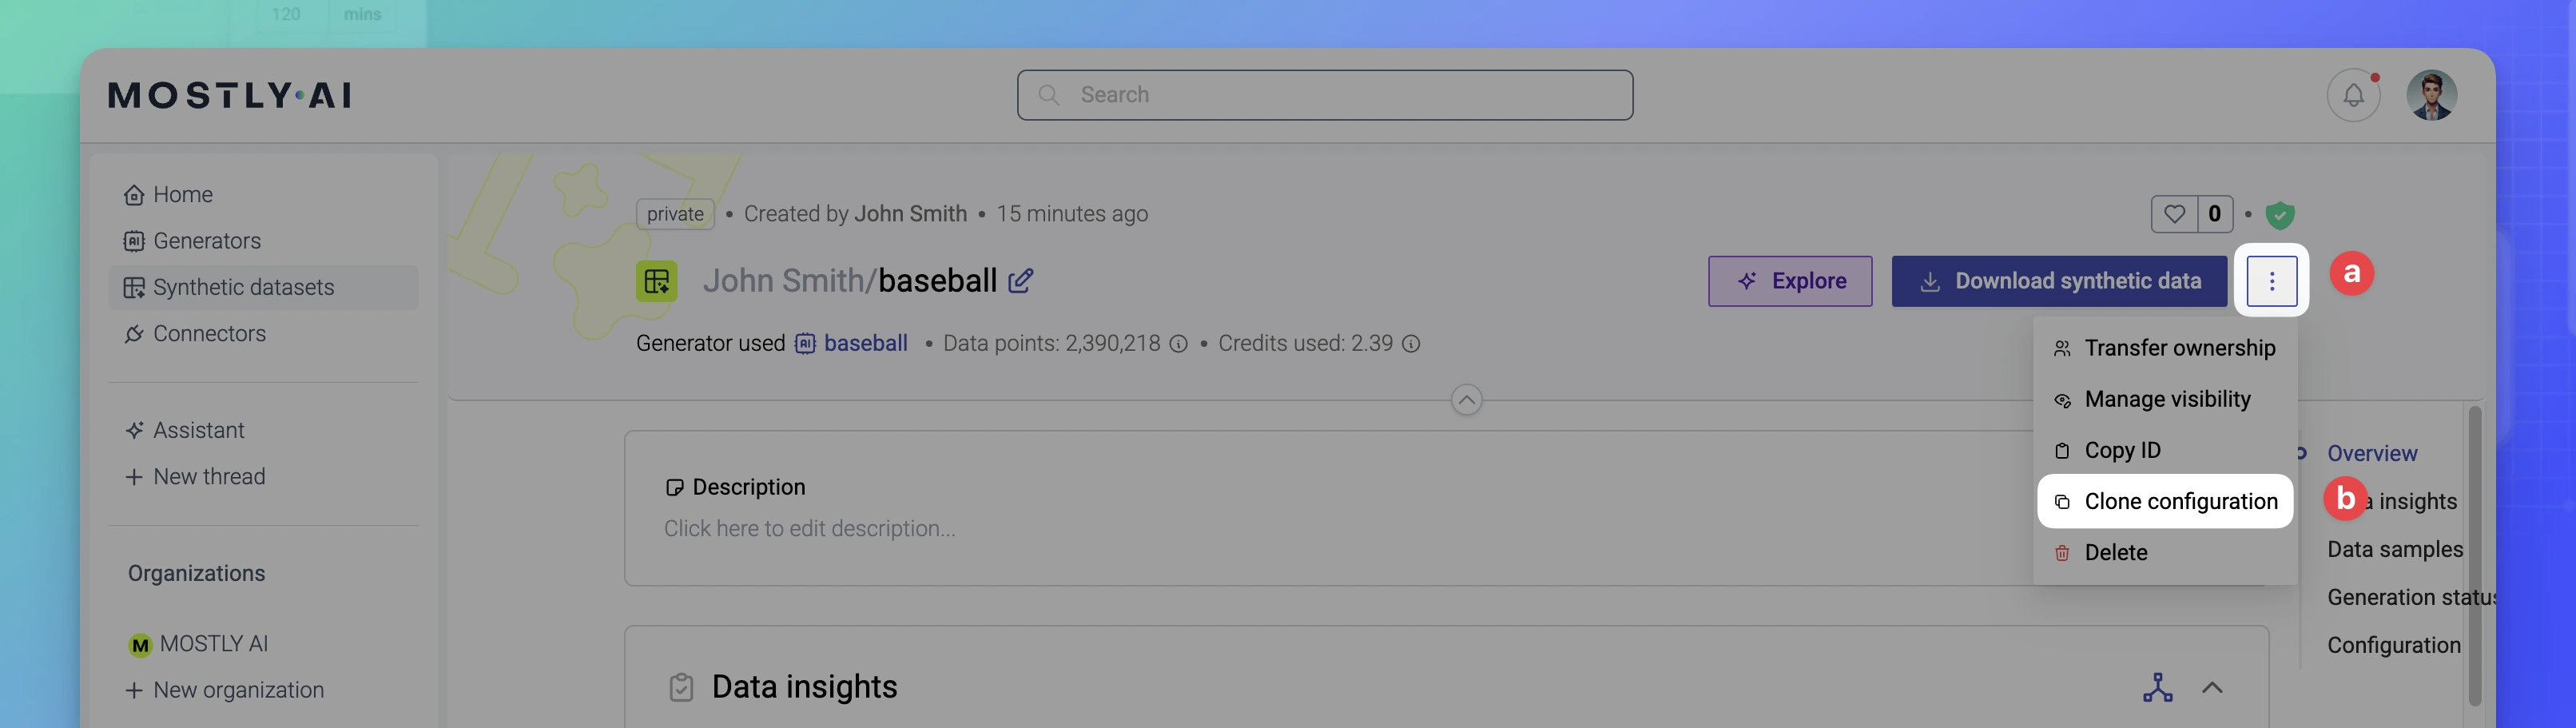 120 mins
MOSTLY AI
Search
Home
Generators
Synthetic datasets
Connectors
Assistant
New thread
Organizations
M MOSTLY AI
New organization
private • Created by John Smith • 15 minutes ago
0
John Smith/baseball
Explore
Download synthetic data
a
Generator used AI baseball • Data points: 2,390,218 • Credits used: 2.39
Transfer ownership
Manage visibility
Copy ID
Clone configuration
b
Delete
Description
Click here to edit description...
Data insights
Overview
a insights
Data samples
Generation status
Configuration